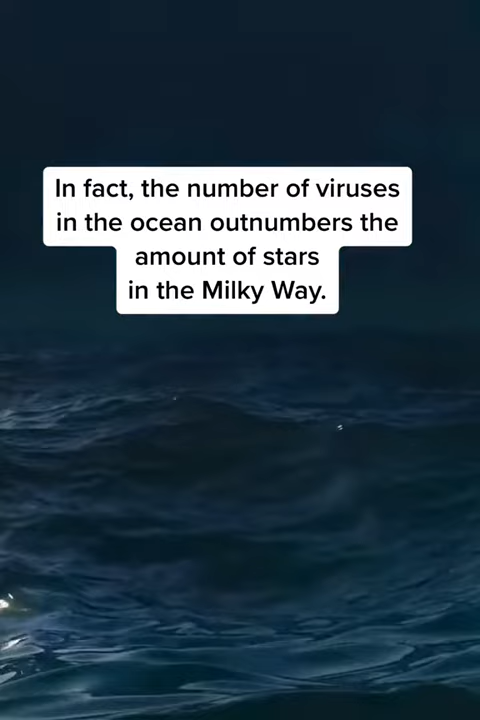 In fact, the number of viruses
in the ocean outnumbers the
amount of stars
in the Milky Way.